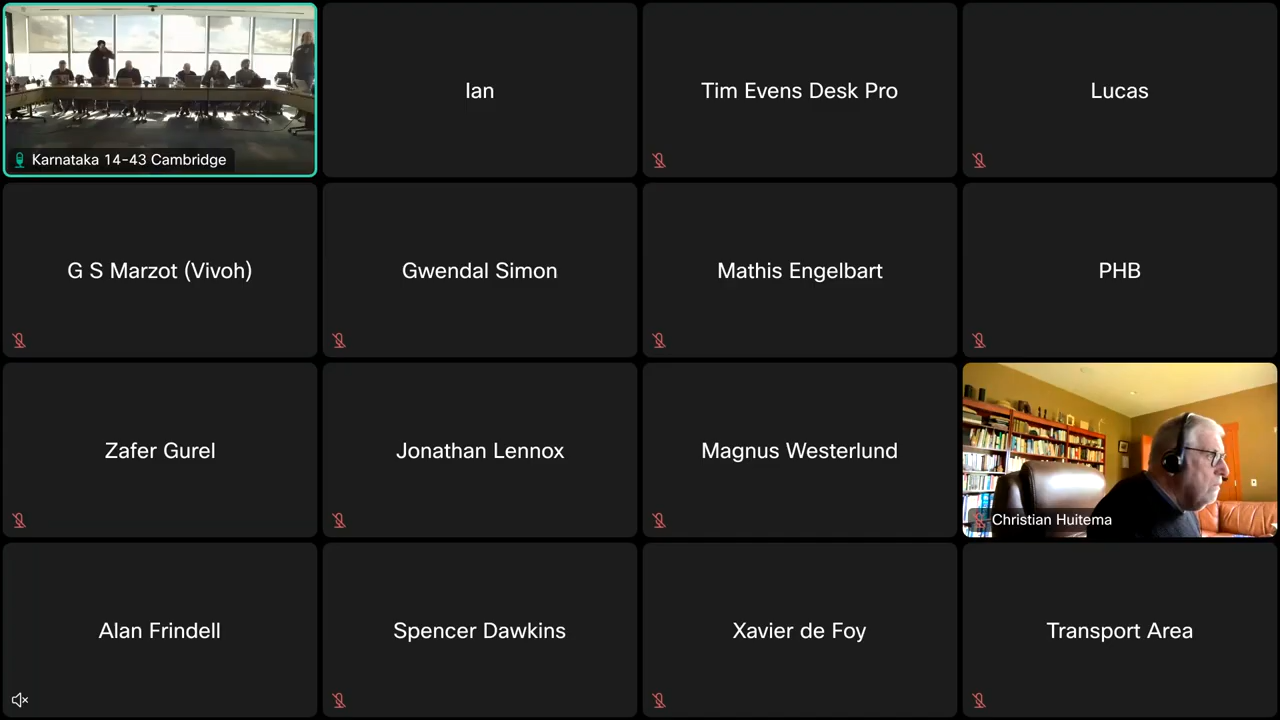 Karnataka 14-43 Cambridge
Ian
Tim Evens Desk Pro
Lucas
G S Marzot (Vivoh)
Gwendal Simon
Mathis Engelbart
PHB
Zafer Gurel
Jonathan Lennox
Magnus Westerlund
Christian Huitema
Alan Frindell
Spencer Dawkins
Xavier de Foy
Transport Area